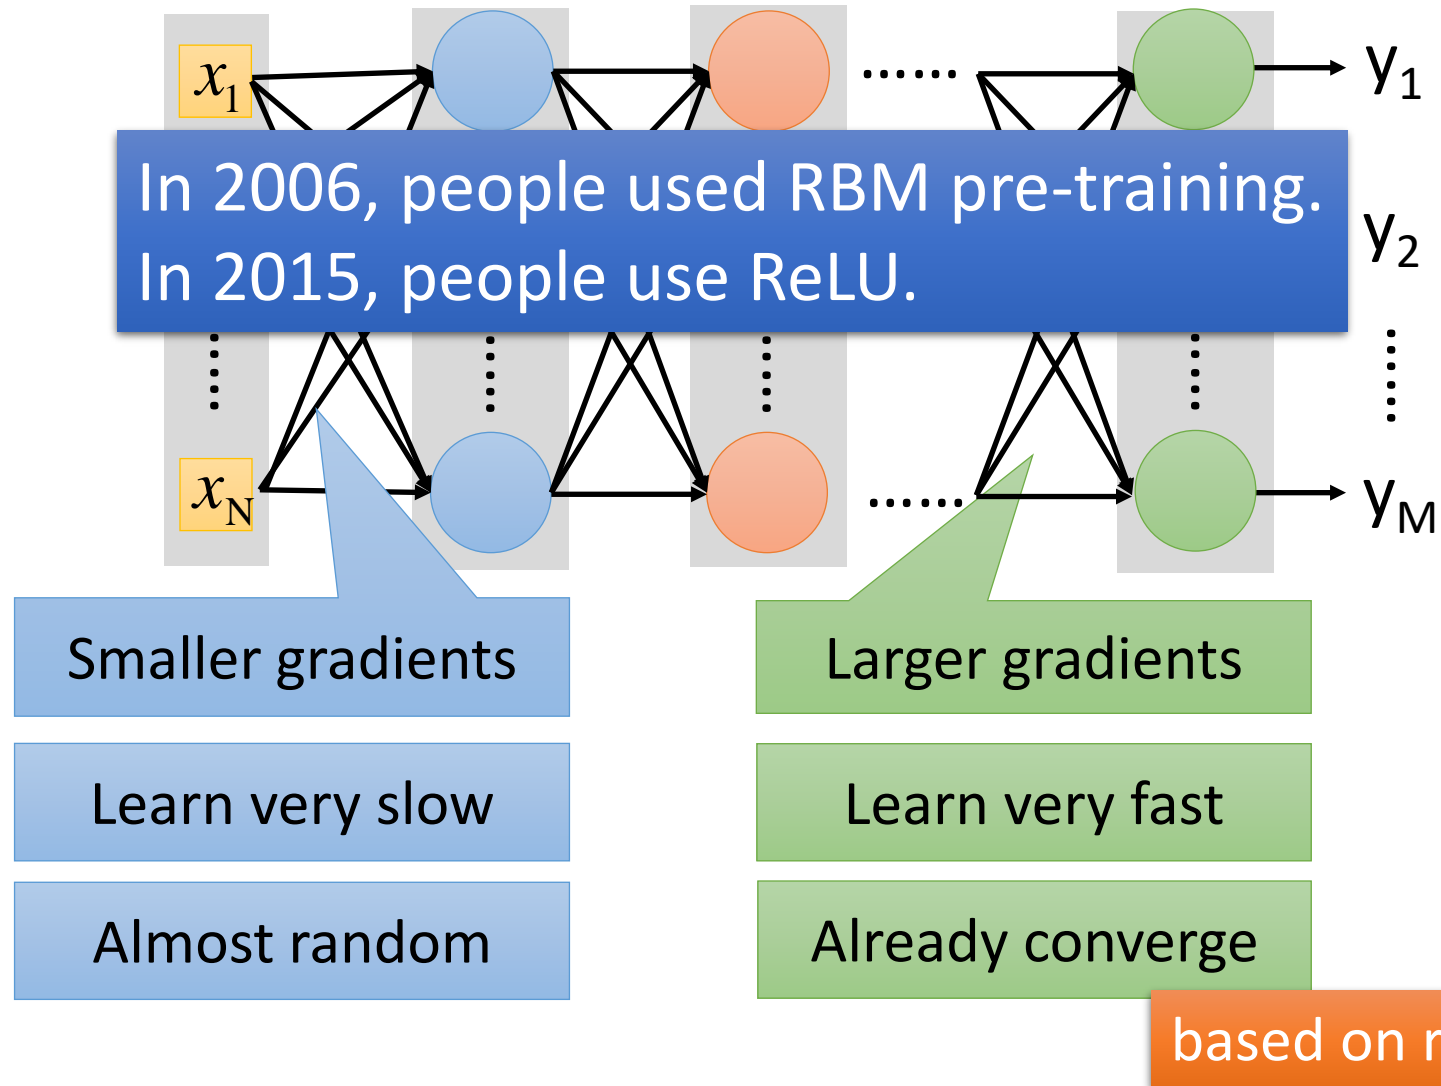 x1
y1
In 2006, people used RBM pre-training.
In 2015, people use ReLU.
y2
xN
yM
Smaller gradients
Larger gradients
Learn very slow
Learn very fast
Almost random
Already converge
based on